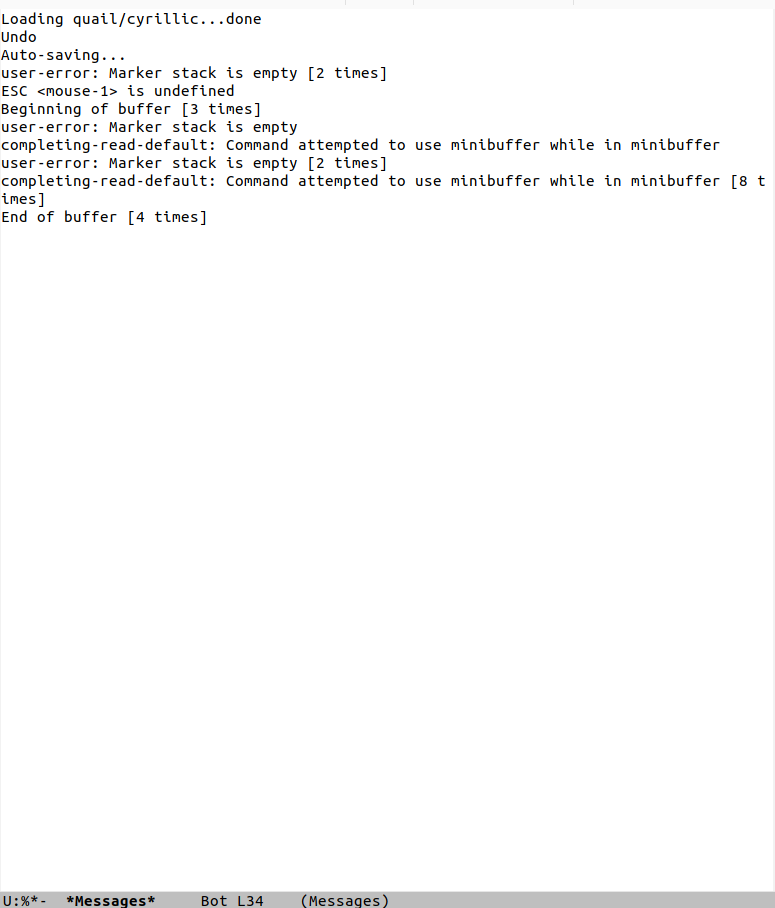 Loading quail/cyrillic...done
Undo
Auto-saving...
user-error: Marker stack is empty [2 times]
ESC <mouse-1> is undefined
Beginning of buffer [3 times]
user-error: Marker stack is empty
completing-read-default: Command attempted to use minibuffer while in minibuffer
user-error: Marker stack is empty [2 times]
completing-read-default: Command attempted to use minibuffer while in minibuffer [8 t
imes]
End of buffer [4 times]
U:%*-  *Messages*     Bot L34    (Messages)